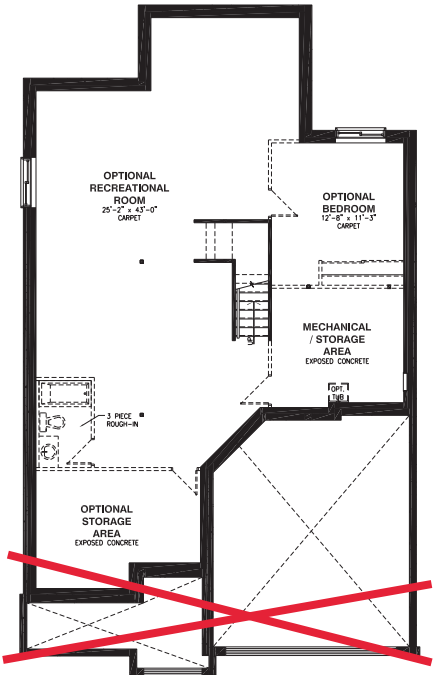 OPTIONAL
RECREATIONAL
ROOM
25'-2" x 43'-0"
CARPET
OPTIONAL
BEDROOM
12'-8" x 11'-3"
CARPET
UP
MECHANICAL
/ STORAGE
AREA
EXPOSED CONCRETE
OPT.
TUB
3 PIECE
ROUGH-IN
OPTIONAL
STORAGE
AREA
EXPOSED CONCRETE